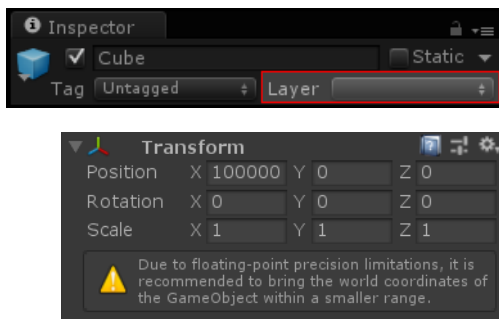 Inspector
Cube Static
Tag Untagged Layer
Transform
Position X 100000 Y 0 Z 0
Rotation X 0 Y 0 Z 0
Scale X 1 Y 1 Z 1
Due to floating-point precision limitations, it is
recommended to bring the world coordinates of
the GameObject within a smaller range.